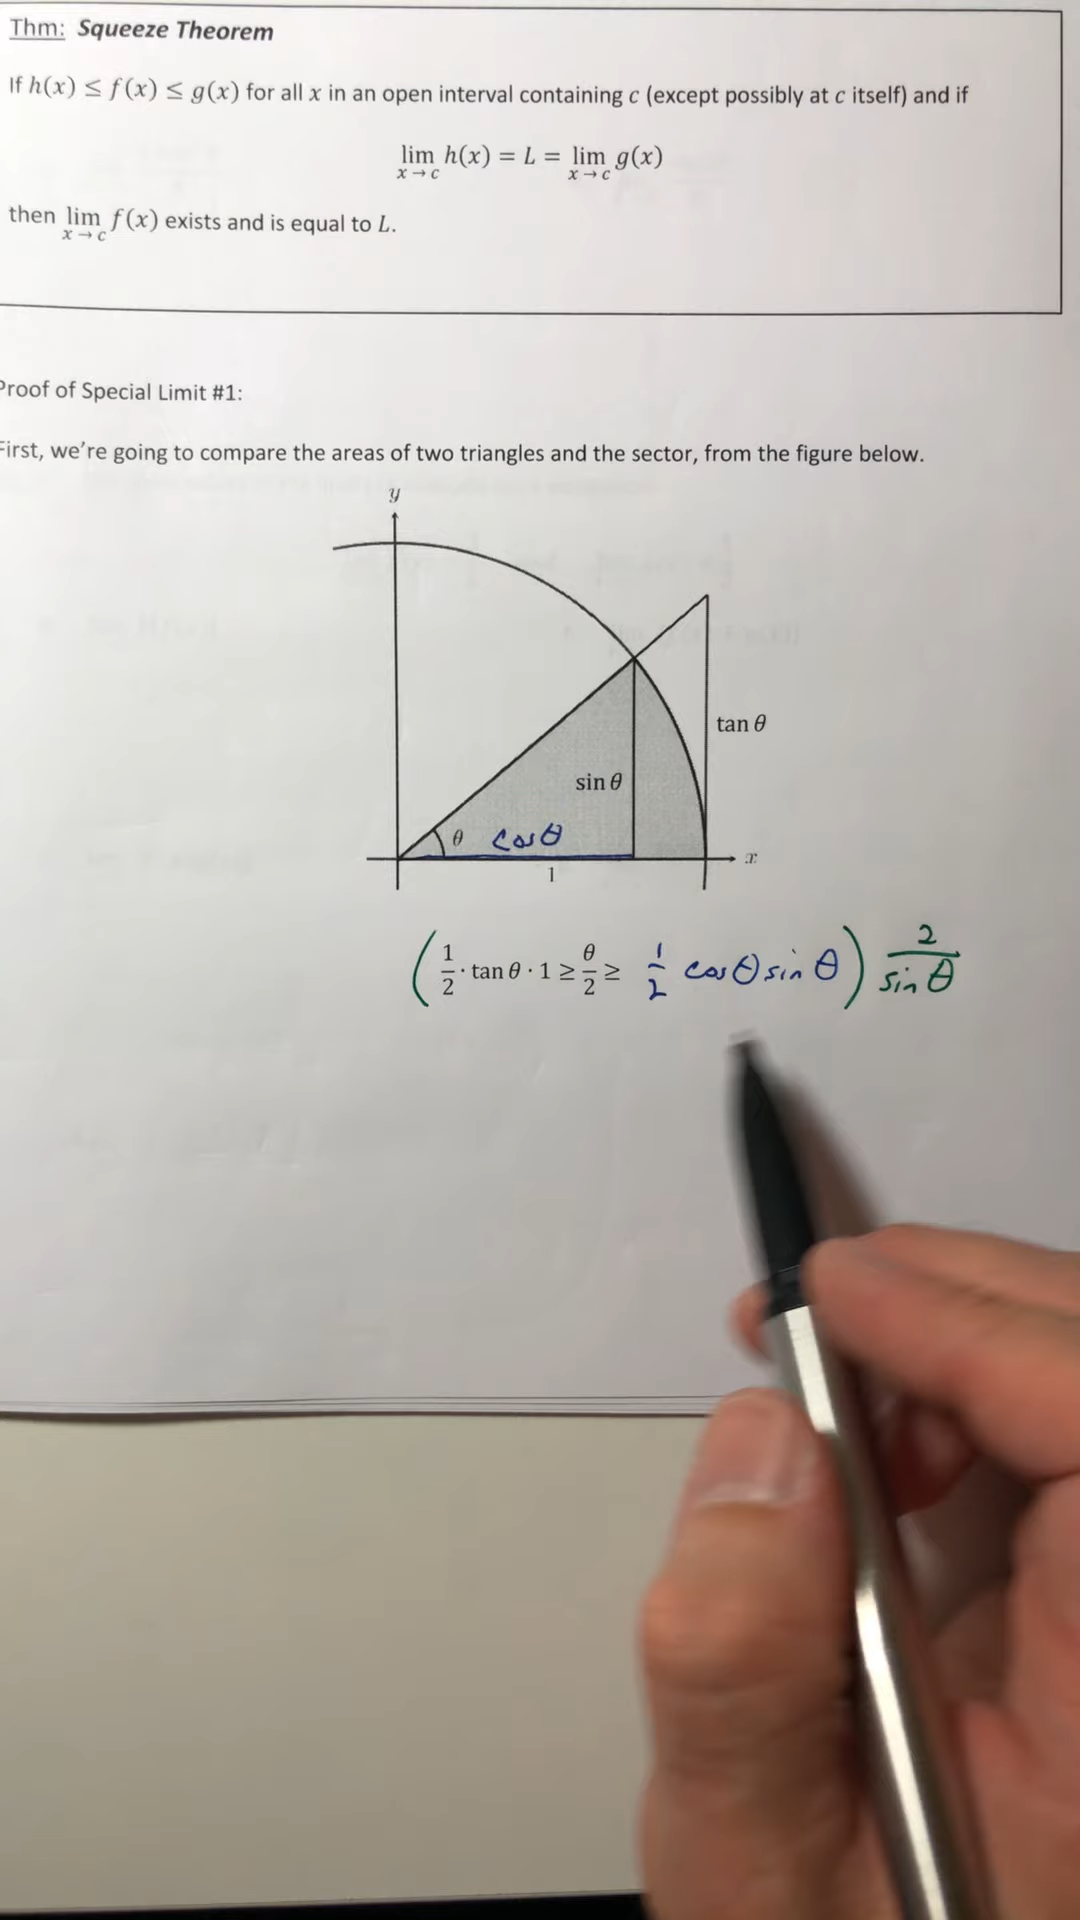 Thm: Squeeze Theorem
If h(x) ≤ f(x) ≤ g(x) for all x in an open interval containing c (except possibly at c itself) and if
lim x→c h(x) = L = lim x→c g(x)
then lim x→c f(x) exists and is equal to L.
Proof of Special Limit #1:
First, we're going to compare the areas of two triangles and the sector, from the figure below.
y
tan θ
sin θ
θ cos θ
x
1
(1/2 · tan θ · 1 ≥ θ/2 ≥ 1/2 cos θ sin θ) 2/sin θ